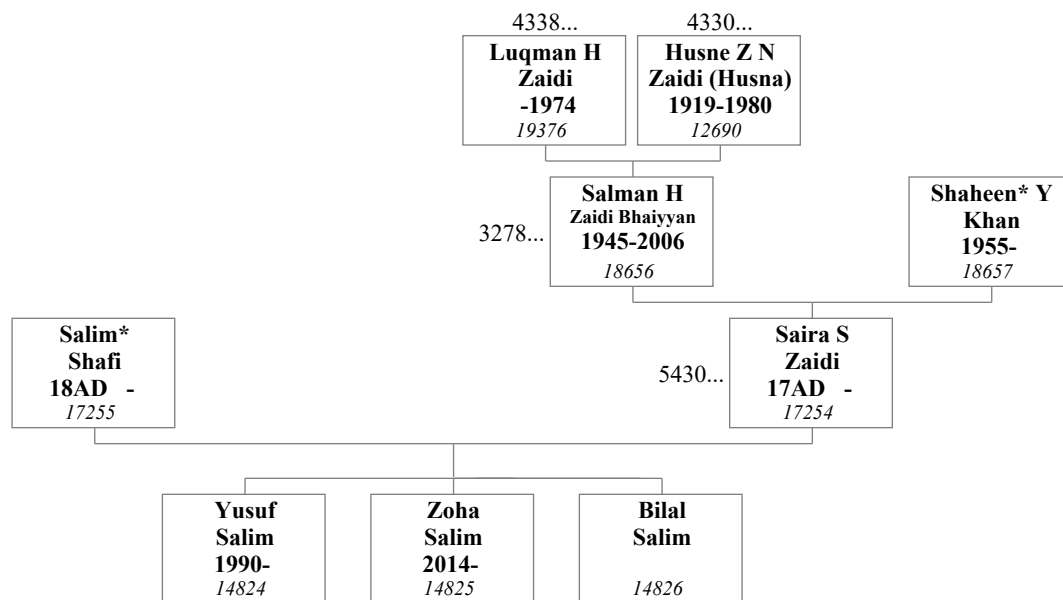 4338...
4330...
Luqman H
Zaidi
-1974
19376
Husne Z N
Zaidi (Husna)
1919-1980
12690
3278...
Salman H
Zaidi Bhaiyyan
1945-2006
18656
Shaheen* Y
Khan
1955-
18657
Salim*
Shafi
18AD -
17255
5430...
Saira S
Zaidi
17AD -
17254
Yusuf
Salim
1990-
14824
Zoha
Salim
2014-
14825
Bilal
Salim
14826